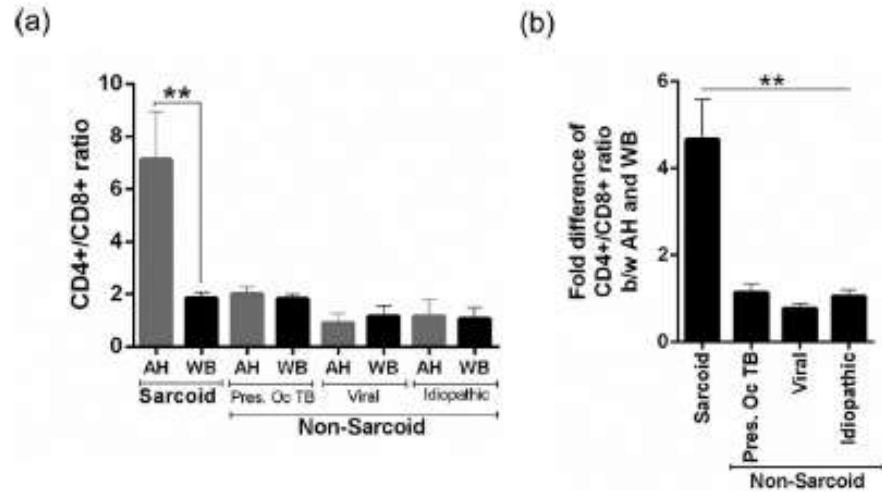 (a)
10
8
6
4
2
0
CD4+/CD8+ ratio
**
AH WB AH WB AH WB AH WB
Sarcoid Pres. Oc TB Viral Idiopathic
Non-Sarcoid
(b)
6
4
2
0
Fold difference of
CD4+/CD8+ ratio
b/w AH and WB
**
Sarcoid
Pres. Oc TB
Viral
Idiopathic
Non-Sarcoid